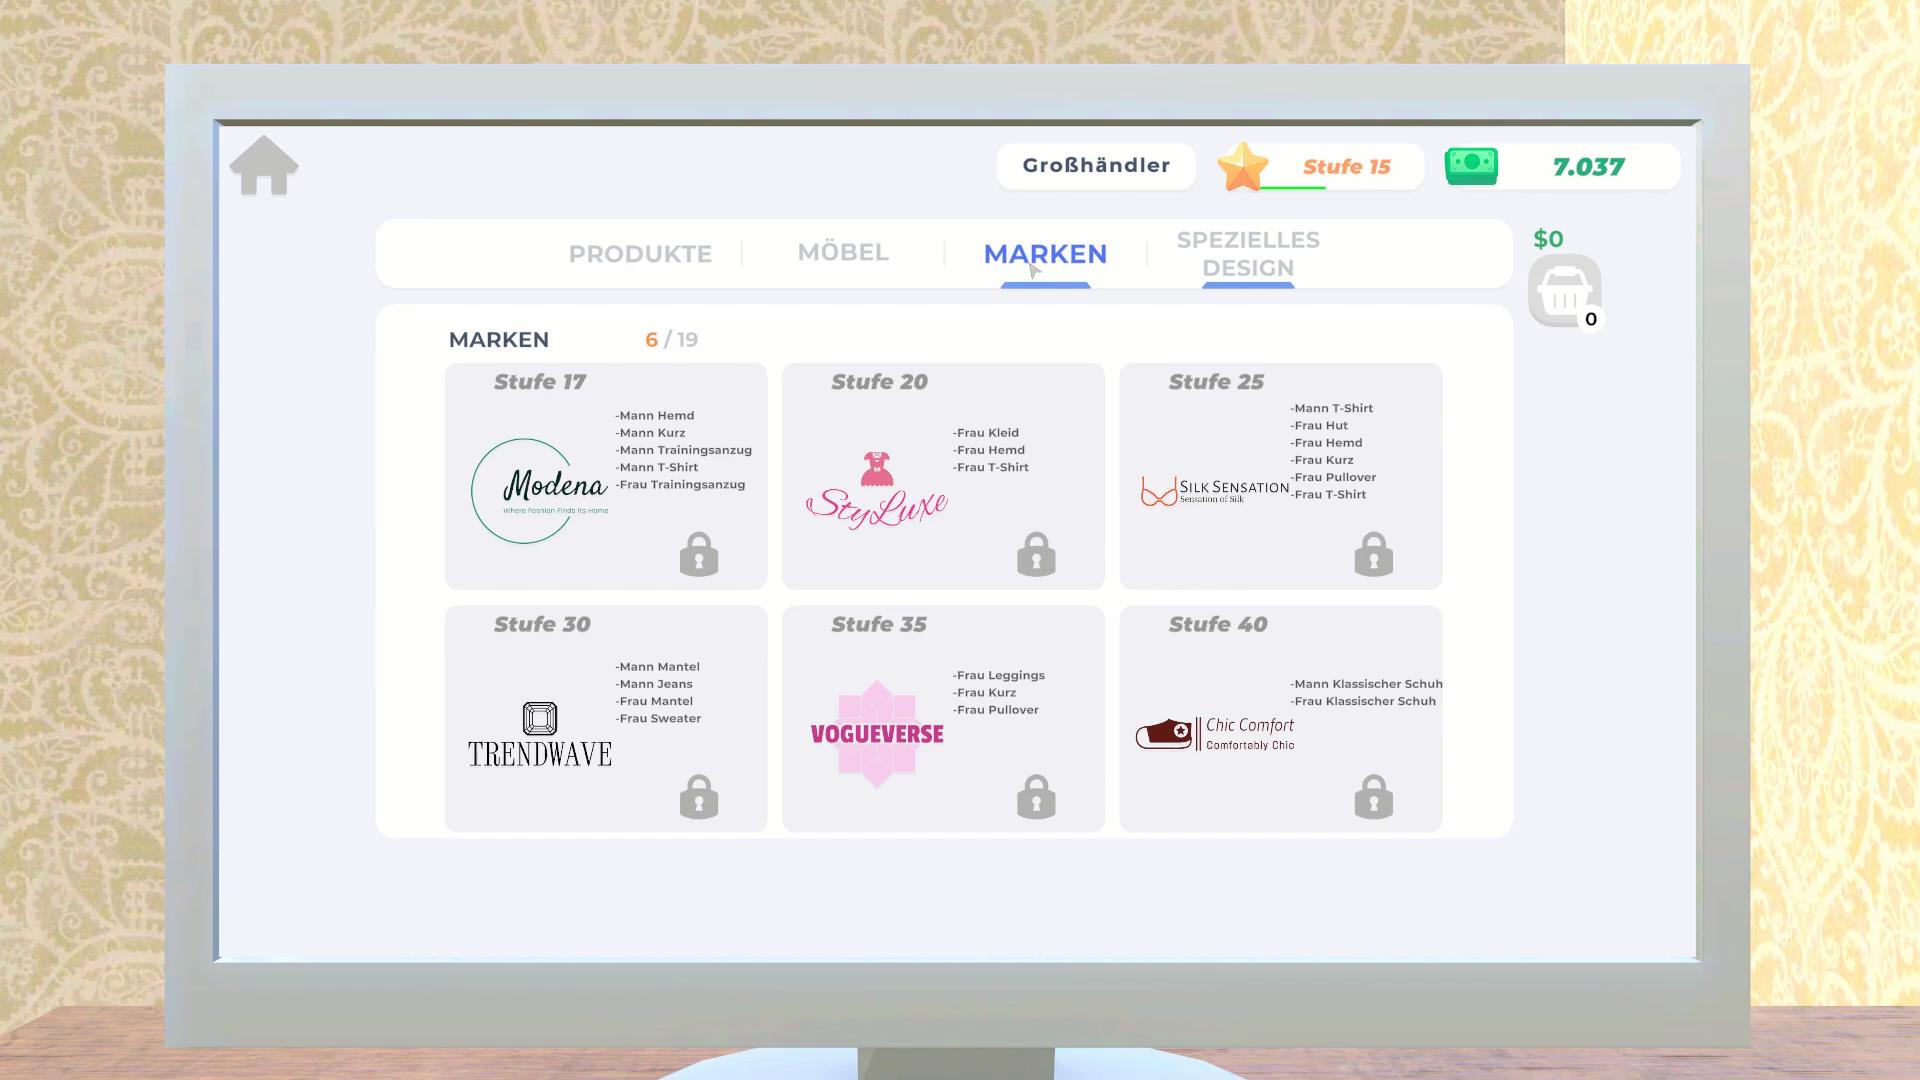 Großhändler
Stufe 15
7.037
PRODUKTE
MÖBEL
MARKEN
SPEZIELLES
DESIGN
$0
0
MARKEN
6 / 19
Stufe 17
-Mann Hemd
-Mann Kurz
-Mann Trainingsanzug
-Mann T-Shirt
-Frau Trainingsanzug
Modena
Where Fashion Finds Its Home
Stufe 20
-Frau Kleid
-Frau Hemd
-Frau T-Shirt
StyLuxe
Stufe 25
-Mann T-Shirt
-Frau Hut
-Frau Hemd
-Frau Kurz
-Frau Pullover
-Frau T-Shirt
SILK SENSATION
Sensation of Silk
Stufe 30
-Mann Mantel
-Mann Jeans
-Frau Mantel
-Frau Sweater
TRENDWAVE
Stufe 35
-Frau Leggings
-Frau Kurz
-Frau Pullover
VOGUEVERSE
Stufe 40
-Mann Klassischer Schuh
-Frau Klassischer Schuh
Chic Comfort
Comfortably Chic